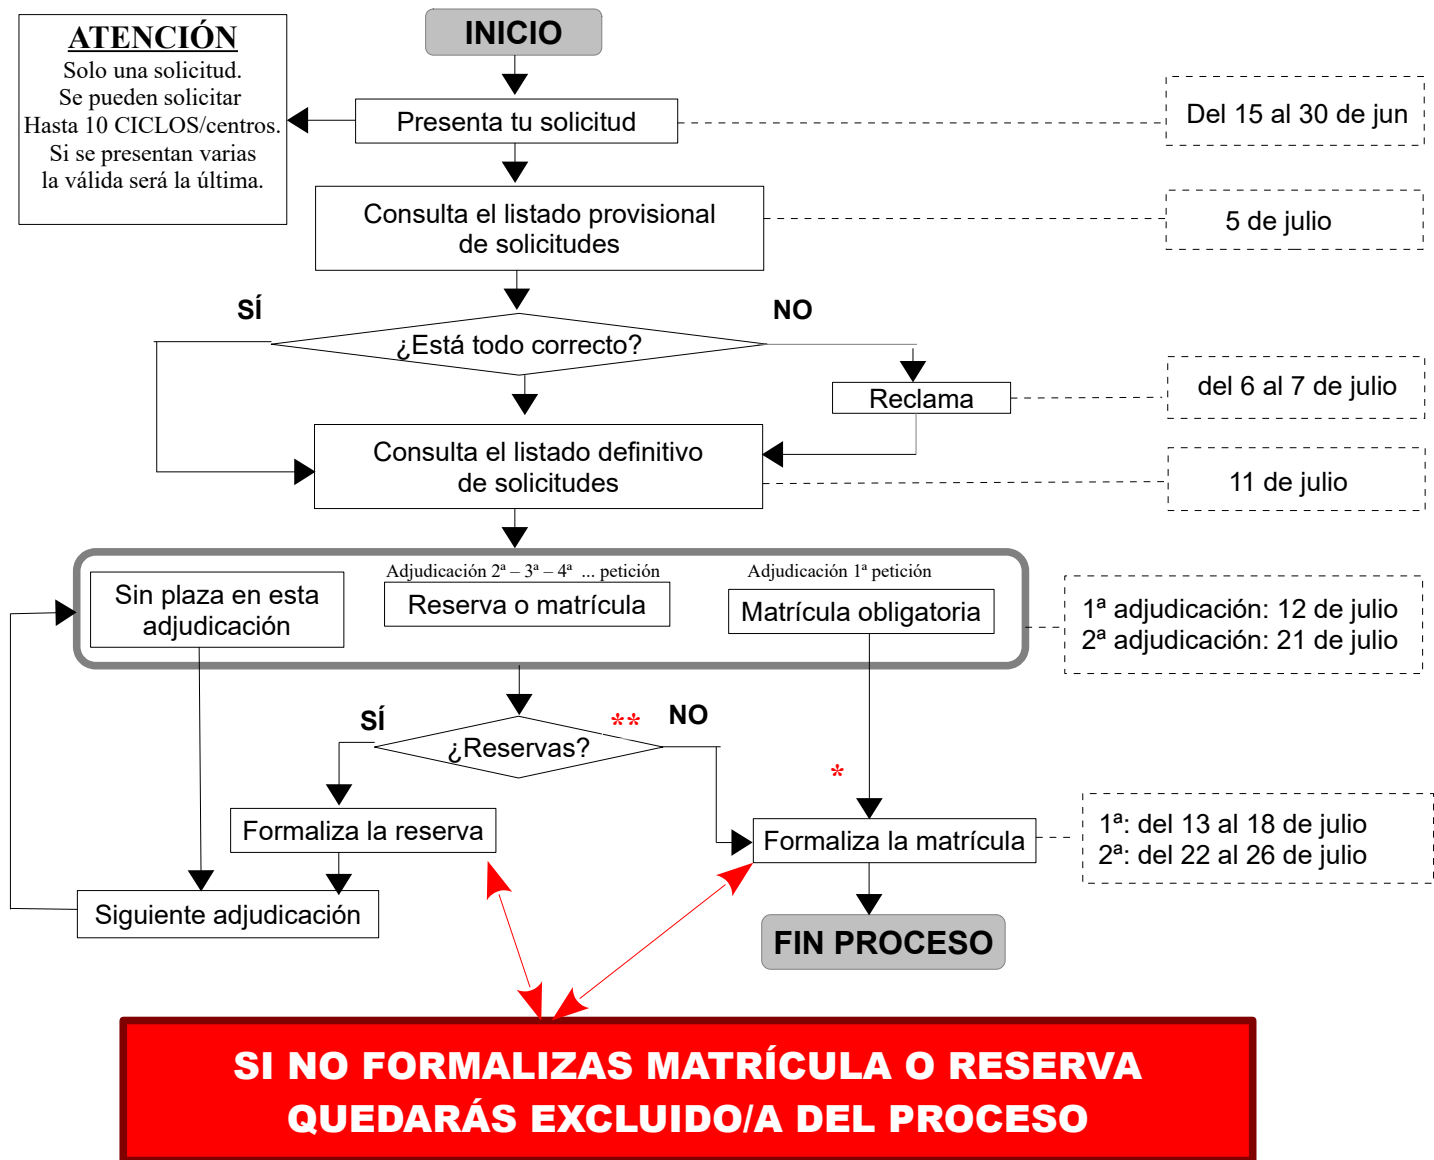 INICIO
ATENCIÓN
Solo una solicitud.
Se pueden solicitar
Hasta 10 CICLOS/centros.
Si se presentan varias
la válida será la última.
Presenta tu solicitud
Del 15 al 30 de jun
Consulta el listado provisional
de solicitudes
5 de julio
SÍ
NO
¿Está todo correcto?
Reclama
del 6 al 7 de julio
Consulta el listado definitivo
de solicitudes
11 de julio
Sin plaza en esta
adjudicación
Adjudicación 2ª – 3ª – 4ª ... petición
Reserva o matrícula
Adjudicación 1ª petición
Matrícula obligatoria
1ª adjudicación: 12 de julio
2ª adjudicación: 21 de julio
SÍ
**
NO
¿Reservas?
*
Formaliza la reserva
Formaliza la matrícula
1ª: del 13 al 18 de julio
2ª: del 22 al 26 de julio
Siguiente adjudicación
FIN PROCESO
SI NO FORMALIZAS MATRÍCULA O RESERVA
QUEDARÁS EXCLUIDO/A DEL PROCESO